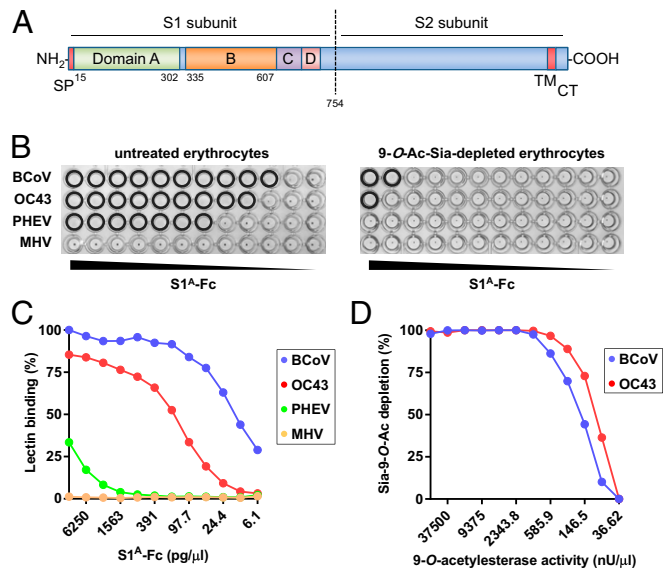 A
S1 subunit
S2 subunit
NH2-
Domain A
B
C
D
-COOH
SP
15
302
335
607
754
TM
CT
B
untreated erythrocytes
9-O-Ac-Sia-depleted erythrocytes
BCoV
OC43
PHEV
MHV
S1ᴬ-Fc
S1ᴬ-Fc
C
Lectin binding (%)
100
75
50
25
0
6250
1563
391
97.7
24.4
6.1
S1ᴬ-Fc (pg/µl)
BCoV
OC43
PHEV
MHV
D
Sia-9-O-Ac depletion (%)
100
75
50
25
0
37500
9375
2343.8
585.9
146.5
36.62
9-O-acetylesterase activity (nU/µl)
BCoV
OC43